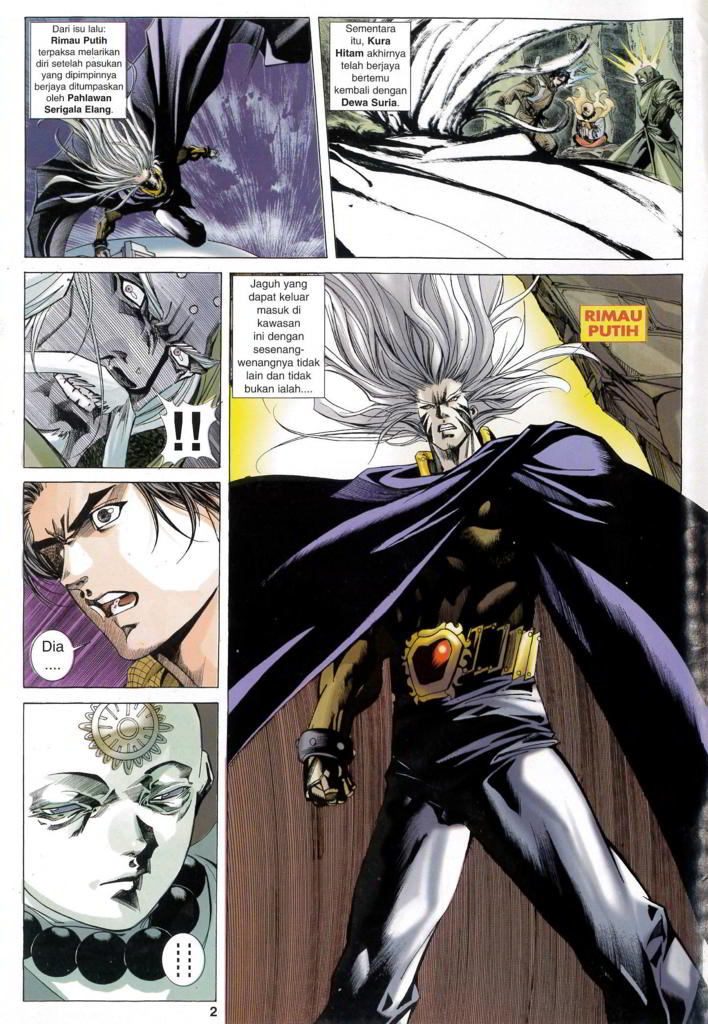 Dari isu lalu:
Rimau Putih
terpaksa melarikan
diri setelah pasukan
yang dipimpinnya
berjaya ditumpaskan
oleh Pahlawan
Serigala Elang.
Sementara
itu, Kura
Hitam akhirnya
telah berjaya
bertemu
kembali dengan
Dewa Suria.
!!
Jaguh yang
dapat keluar
masuk di
kawasan
ini dengan
sesenang-
wenangnya tidak
lain dan tidak
bukan ialah....
RIMAU
PUTIH
Dia
....
!!
2